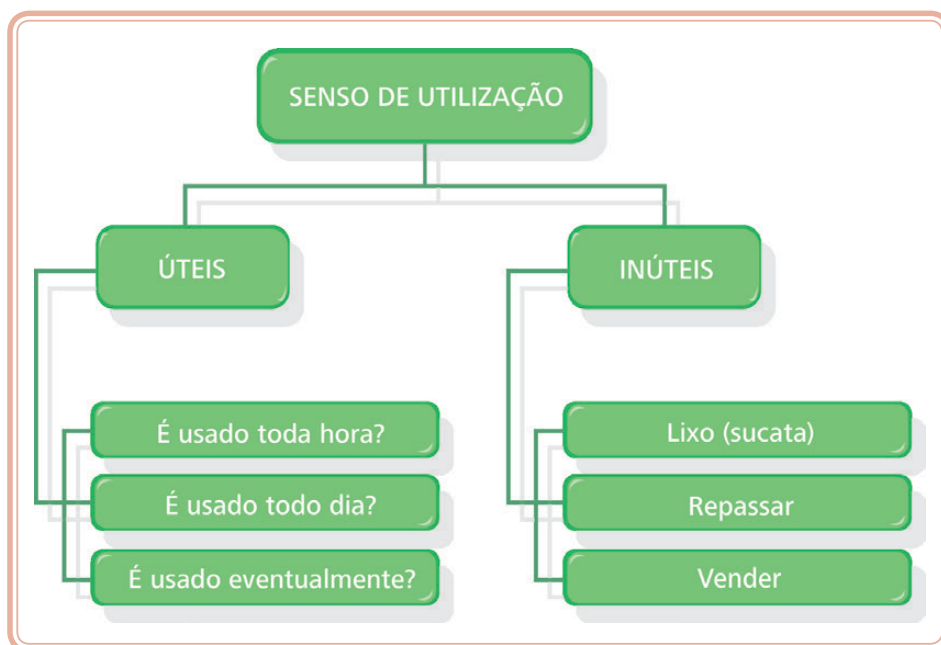 SENSO DE UTILIZAÇÃO
ÚTEIS
INÚTEIS
É usado toda hora?
É usado todo dia?
É usado eventualmente?
Lixo (sucata)
Repassar
Vender